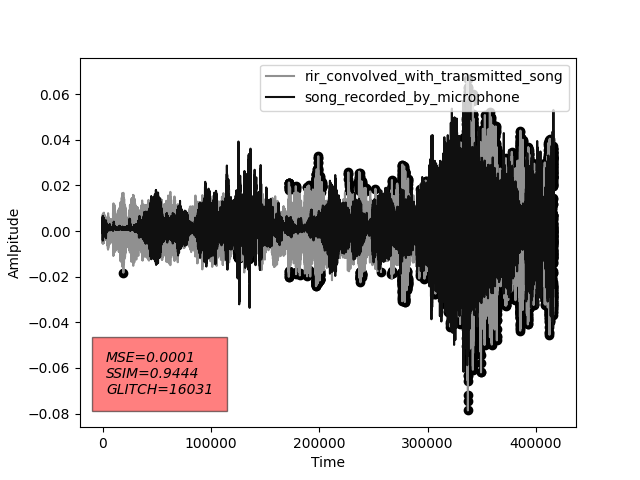 rir_convolved_with_transmitted_song
song_recorded_by_microphone
0.06
0.04
0.02
0.00
−0.02
−0.04
−0.06
−0.08
Amlpitude
MSE=0.0001
SSIM=0.9444
GLITCH=16031
0 100000 200000 300000 400000
Time